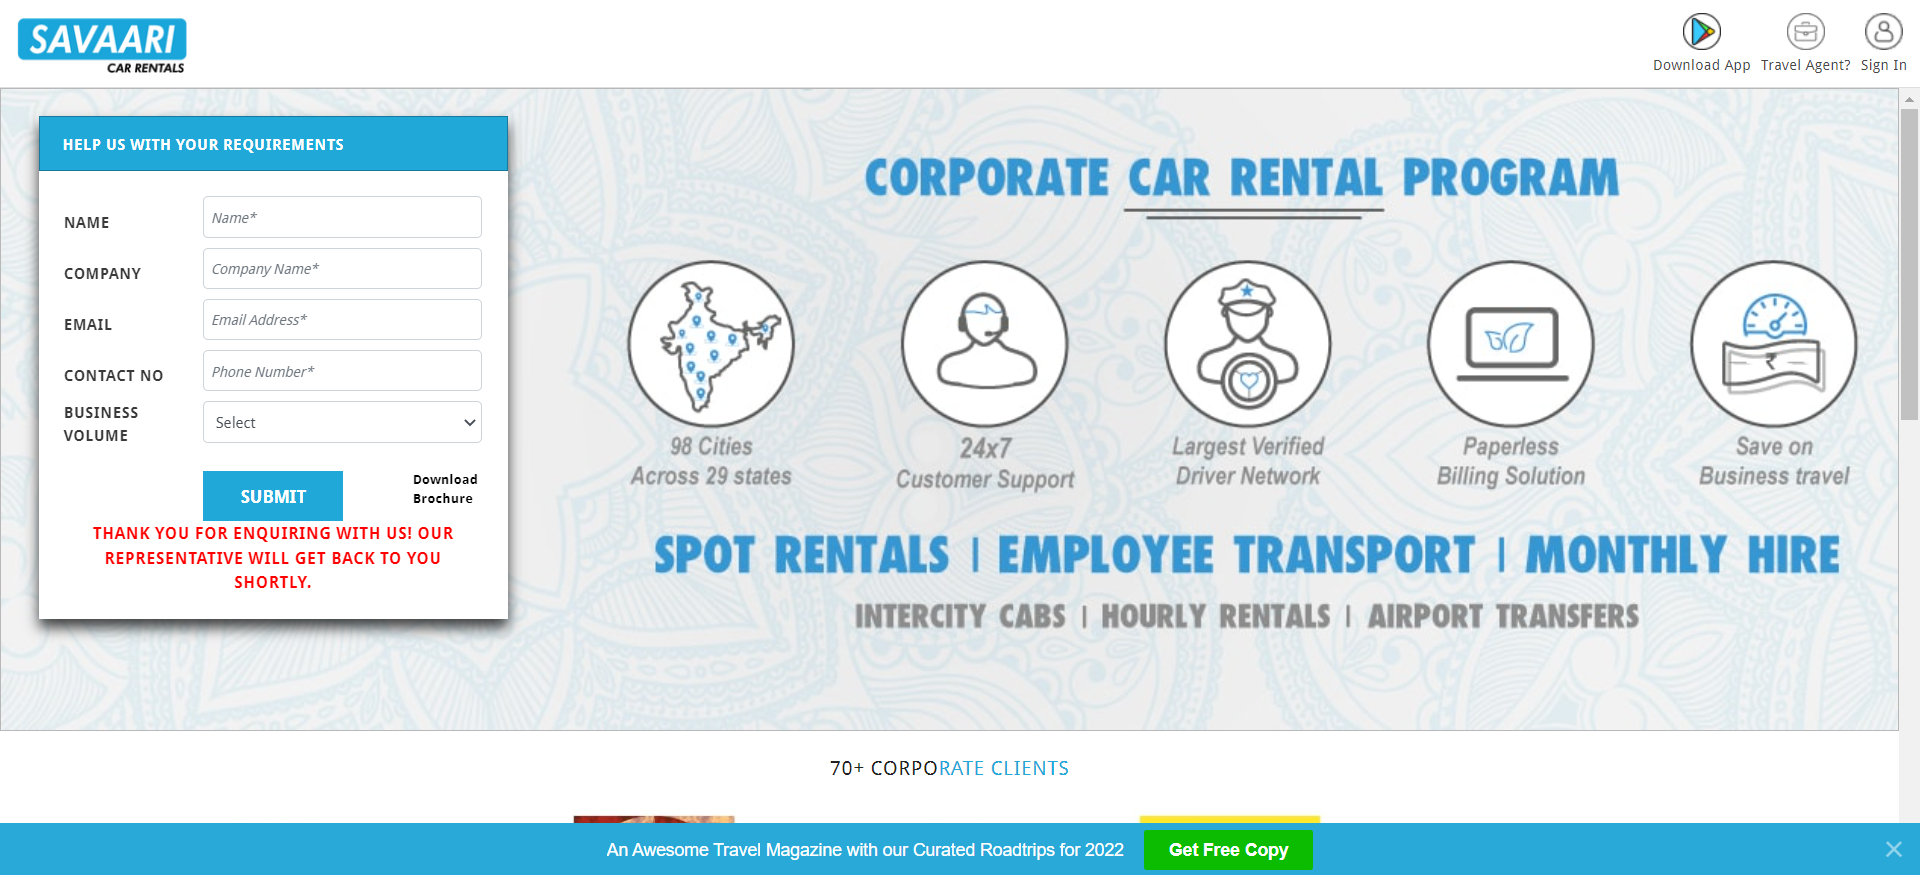 SAVAARI
CAR RENTALS
Download App
Travel Agent?
Sign In
HELP US WITH YOUR REQUIREMENTS
NAME
Name*
COMPANY
Company Name*
EMAIL
Email Address*
CONTACT NO
Phone Number*
BUSINESS
VOLUME
Select
SUBMIT
Download
Brochure
THANK YOU FOR ENQUIRING WITH US! OUR
REPRESENTATIVE WILL GET BACK TO YOU
SHORTLY.
CORPORATE CAR RENTAL PROGRAM
₹
98 Cities
Across 29 states
24x7
Customer Support
Largest Verified
Driver Network
Paperless
Billing Solution
Save on
Business travel
SPOT RENTALS | EMPLOYEE TRANSPORT | MONTHLY HIRE
INTERCITY CABS | HOURLY RENTALS | AIRPORT TRANSFERS
70+ CORPORATE CLIENTS
An Awesome Travel Magazine with our Curated Roadtrips for 2022
Get Free Copy